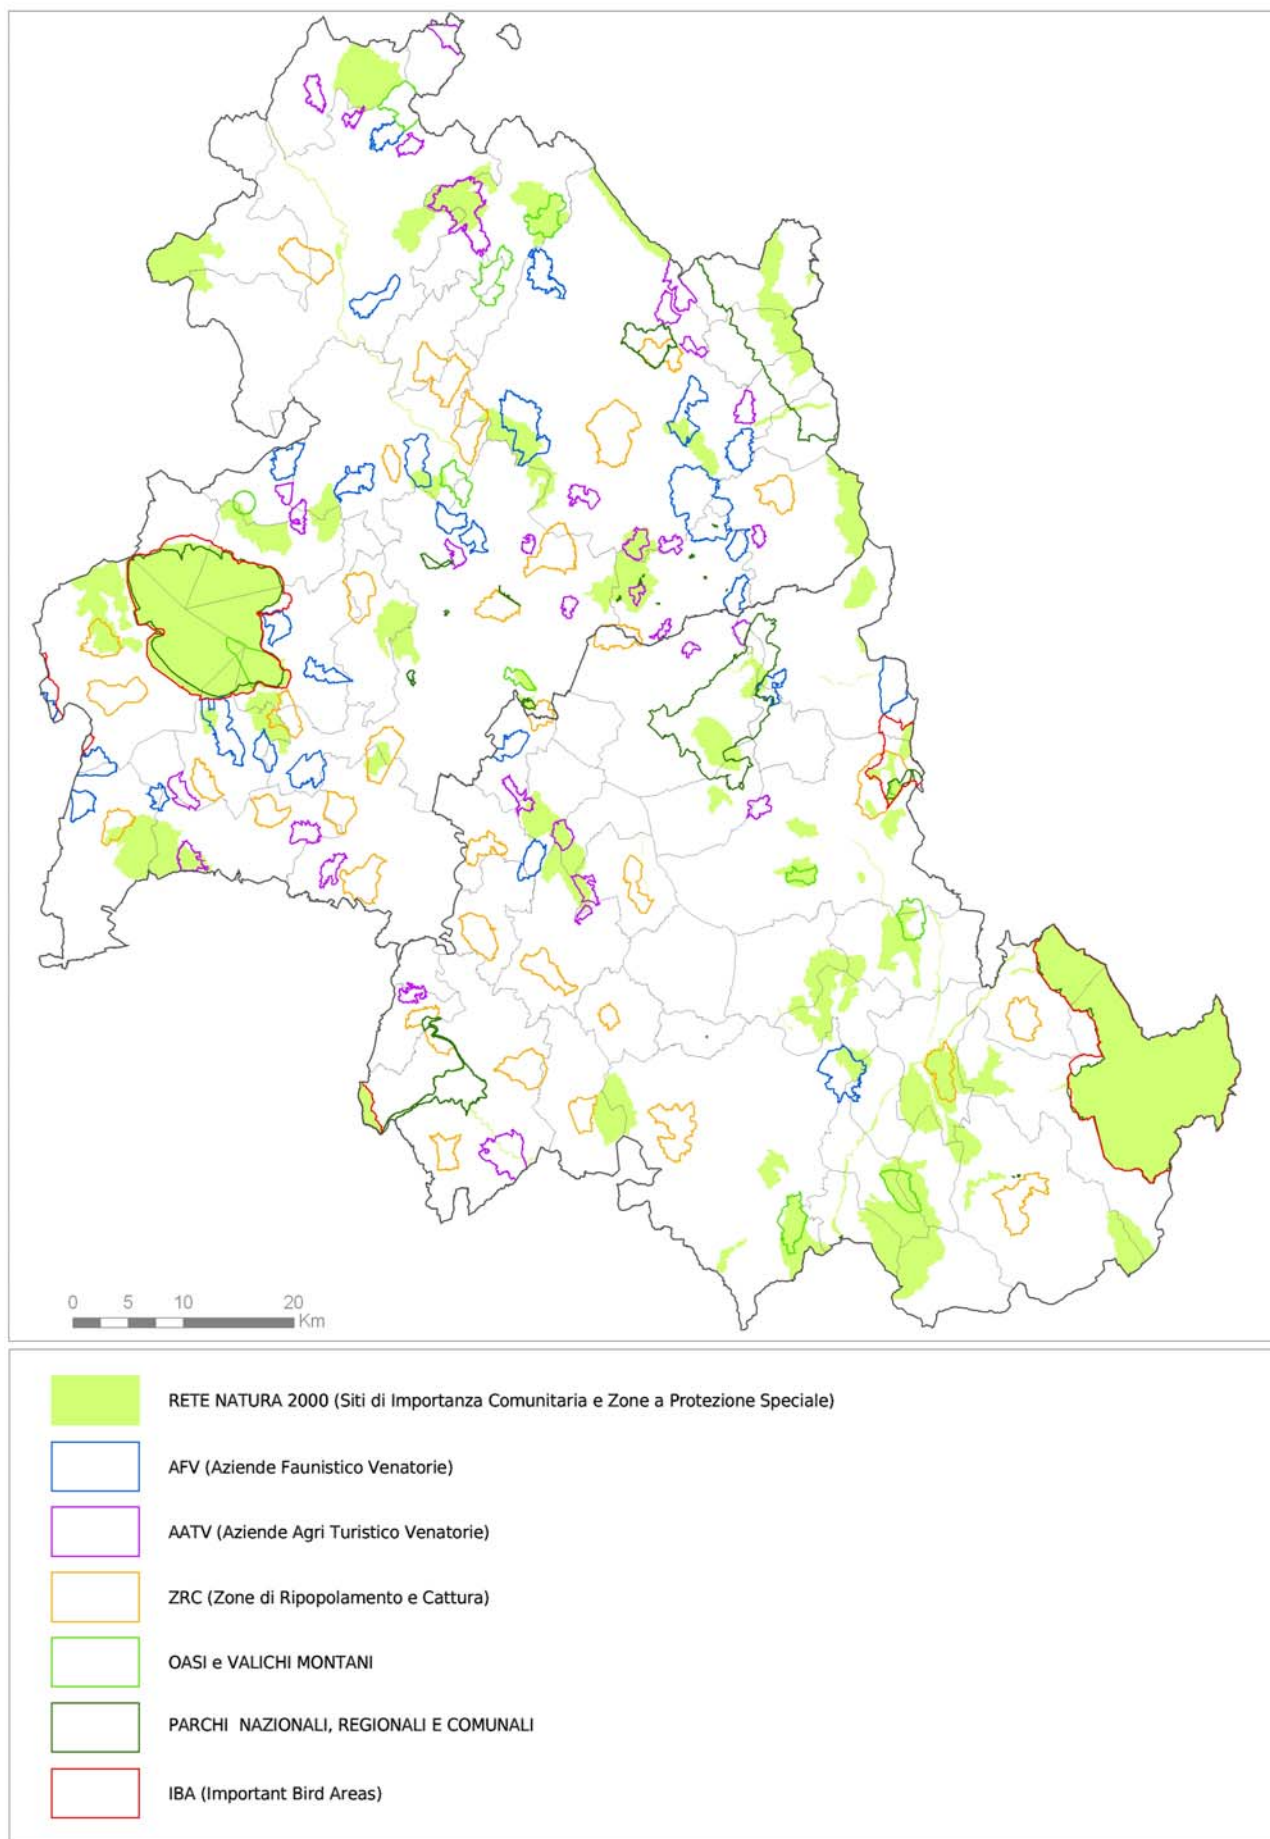 0 5 10 20
Km
RETE NATURA 2000 (Siti di Importanza Comunitaria e Zone a Protezione Speciale)
AFV (Aziende Faunistico Venatorie)
AATV (Aziende Agri Turistico Venatorie)
ZRC (Zone di Ripopolamento e Cattura)
OASI e VALICHI MONTANI
PARCHI NAZIONALI, REGIONALI E COMUNALI
IBA (Important Bird Areas)